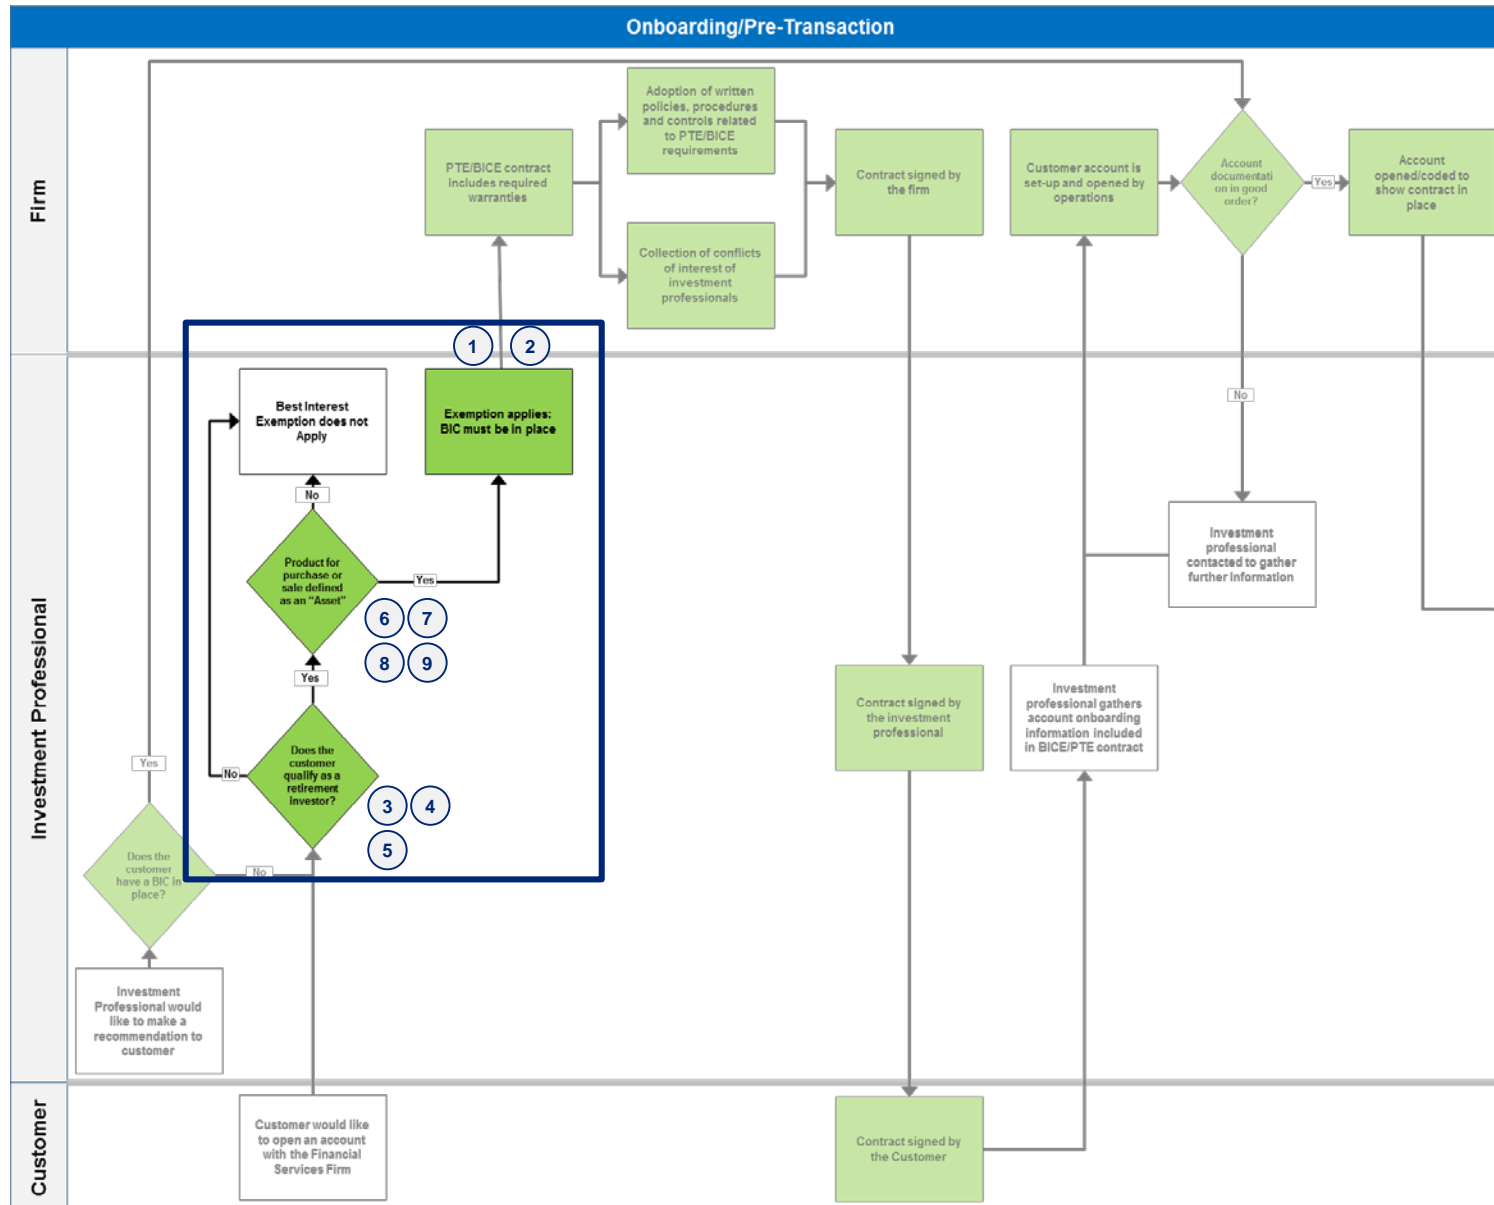 Onboarding/Pre-Transaction
Firm
Adoption of written
policies, procedures
and controls related
to PTE/BICE
requirements
PTE/BICE contract
includes required
warranties
Collection of conflicts
of interest of
investment
professionals
Contract signed by
the firm
Customer account is
set-up and opened by
operations
Account
documentati
on in good
order?
Yes
Account
opened/coded to
show contract in
place
Investment Professional
1
2
Best Interest
Exemption does not
Apply
Exemption applies:
BIC must be in place
No
No
Product for
purchase or
sale defined
as an "Asset"
Yes
6
7
8
9
Investment
professional
contacted to gather
further Information
Yes
Does the
customer
qualify as a
retirement
investor?
No
3
4
5
Contract signed by
the investment
professional
Investment
professional gathers
account onboarding
information included
in BICE/PTE contract
Yes
Does the
customer
have a BIC in
place?
No
Investment
Professional would
like to make a
recommendation to
customer
Customer
Customer would like
to open an account
with the Financial
Services Firm
Contract signed by
the Customer